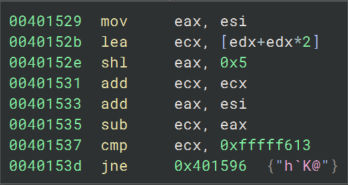 00401529 mov eax, esi
0040152b lea ecx, [edx+edx*2]
0040152e shl eax, 0x5
00401531 add ecx, ecx
00401533 add eax, esi
00401535 sub ecx, eax
00401537 cmp ecx, 0xfffff613
0040153d jne 0x401596 {"h`K@"}